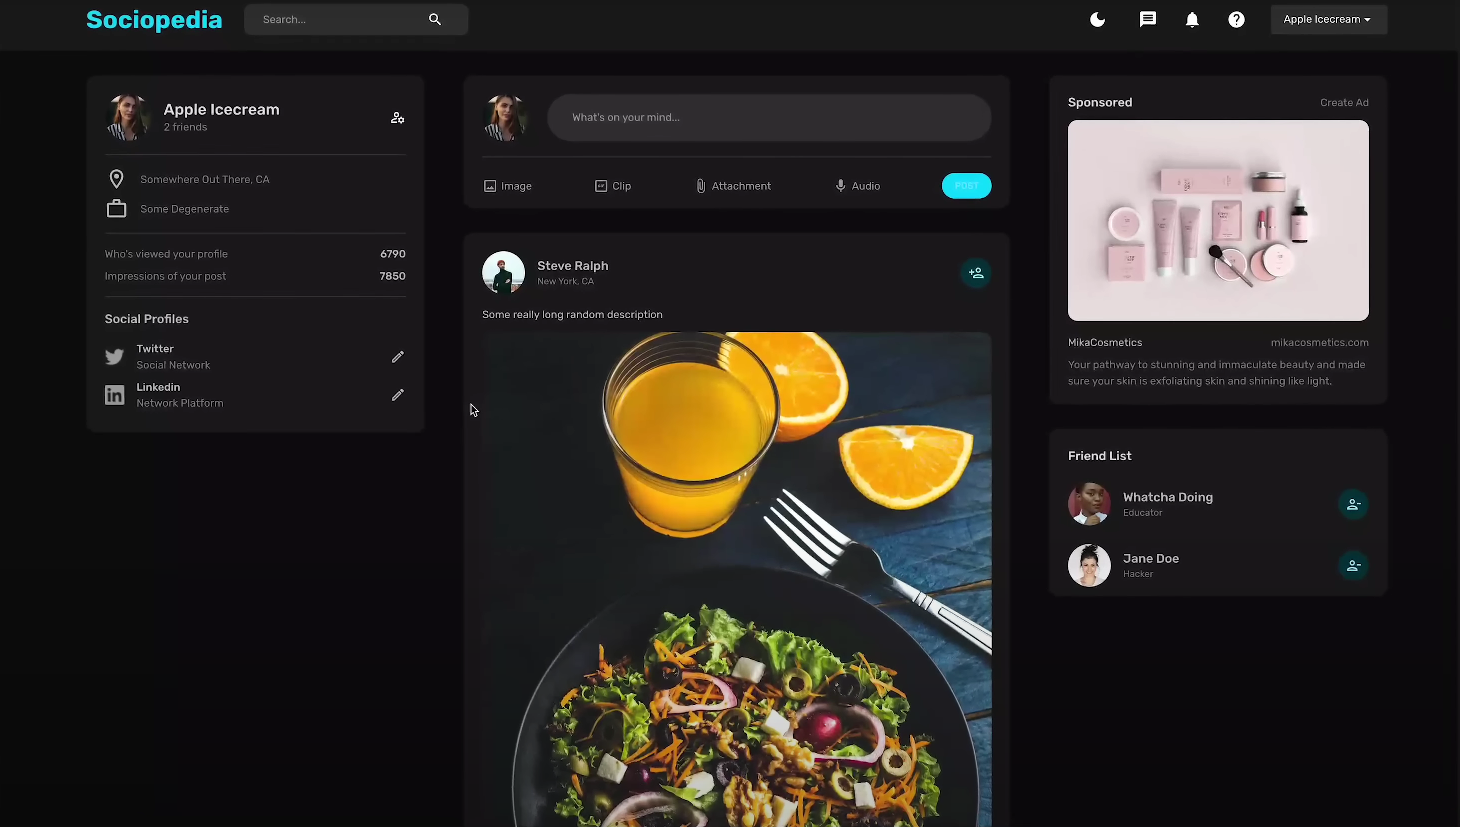 Sociopedia
Search...
Apple Icecream
Apple Icecream
2 friends
Somewhere Out There, CA
Some Degenerate
Who's viewed your profile 6790
Impressions of your post 7850
Social Profiles
Twitter
Social Network
Linkedin
Network Platform
What's on your mind...
Image Clip Attachment Audio POST
Steve Ralph
New York, CA
Some really long random description
Sponsored Create Ad
MikaCosmetics mikacosmetics.com
Your pathway to stunning and immaculate beauty and made
sure your skin is exfoliating skin and shining like light.
Friend List
Whatcha Doing
Educator
Jane Doe
Hacker